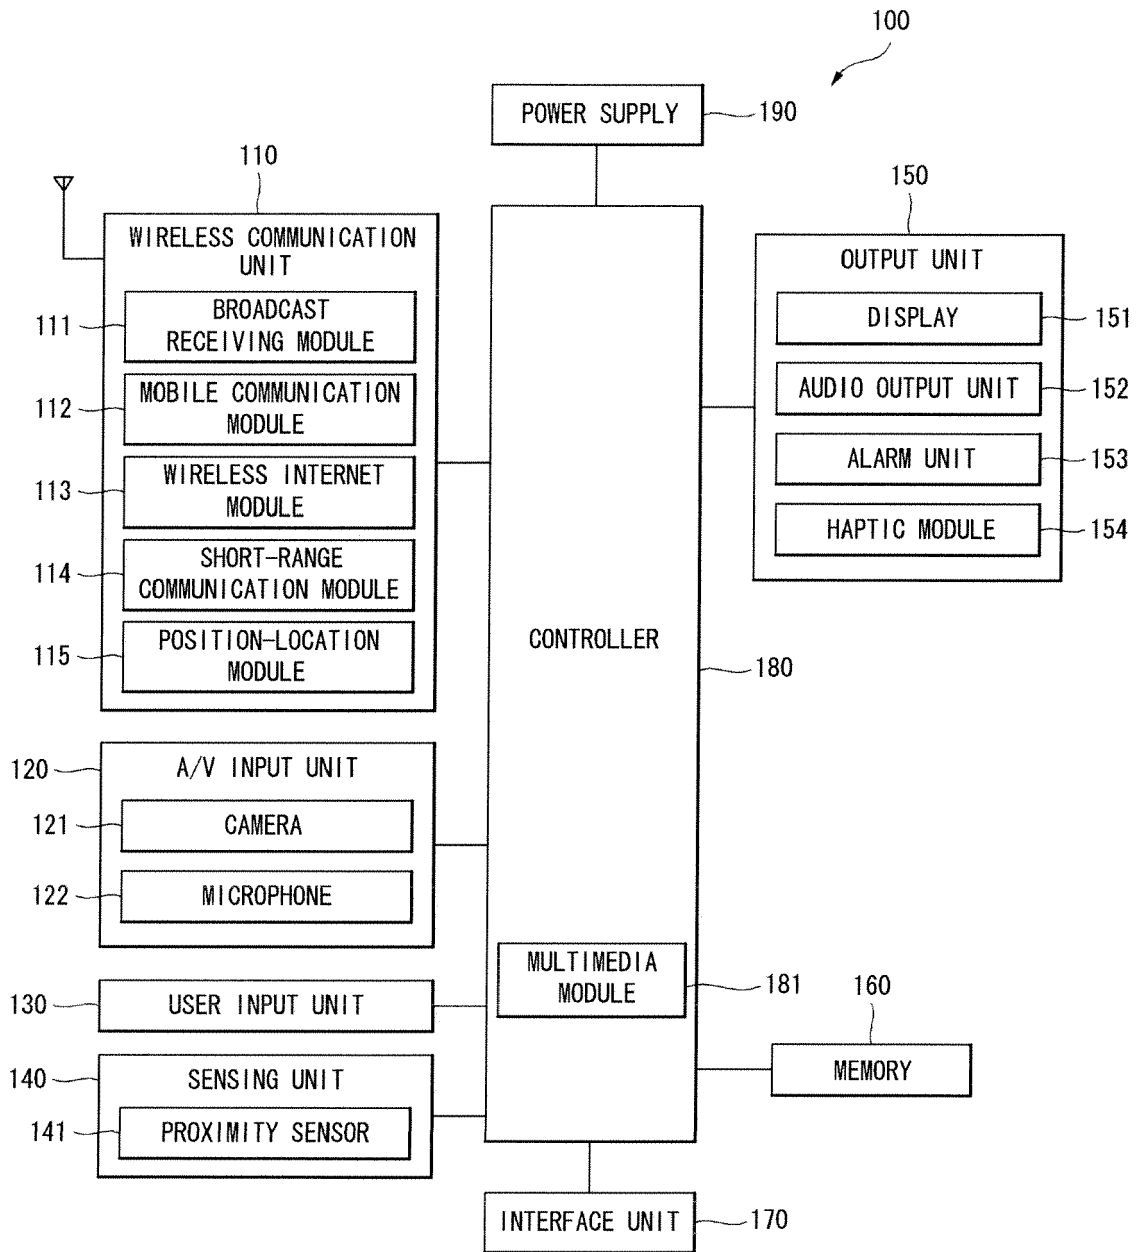 100
POWER SUPPLY
190
110
WIRELESS COMMUNICATION
UNIT
111
BROADCAST
RECEIVING MODULE
112
MOBILE COMMUNICATION
MODULE
113
WIRELESS INTERNET
MODULE
114
SHORT-RANGE
COMMUNICATION MODULE
115
POSITION-LOCATION
MODULE
120
A/V INPUT UNIT
121
CAMERA
122
MICROPHONE
130
USER INPUT UNIT
140
SENSING UNIT
141
PROXIMITY SENSOR
CONTROLLER
180
MULTIMEDIA
MODULE
181
150
OUTPUT UNIT
DISPLAY
151
AUDIO OUTPUT UNIT
152
ALARM UNIT
153
HAPTIC MODULE
154
160
MEMORY
INTERFACE UNIT
170